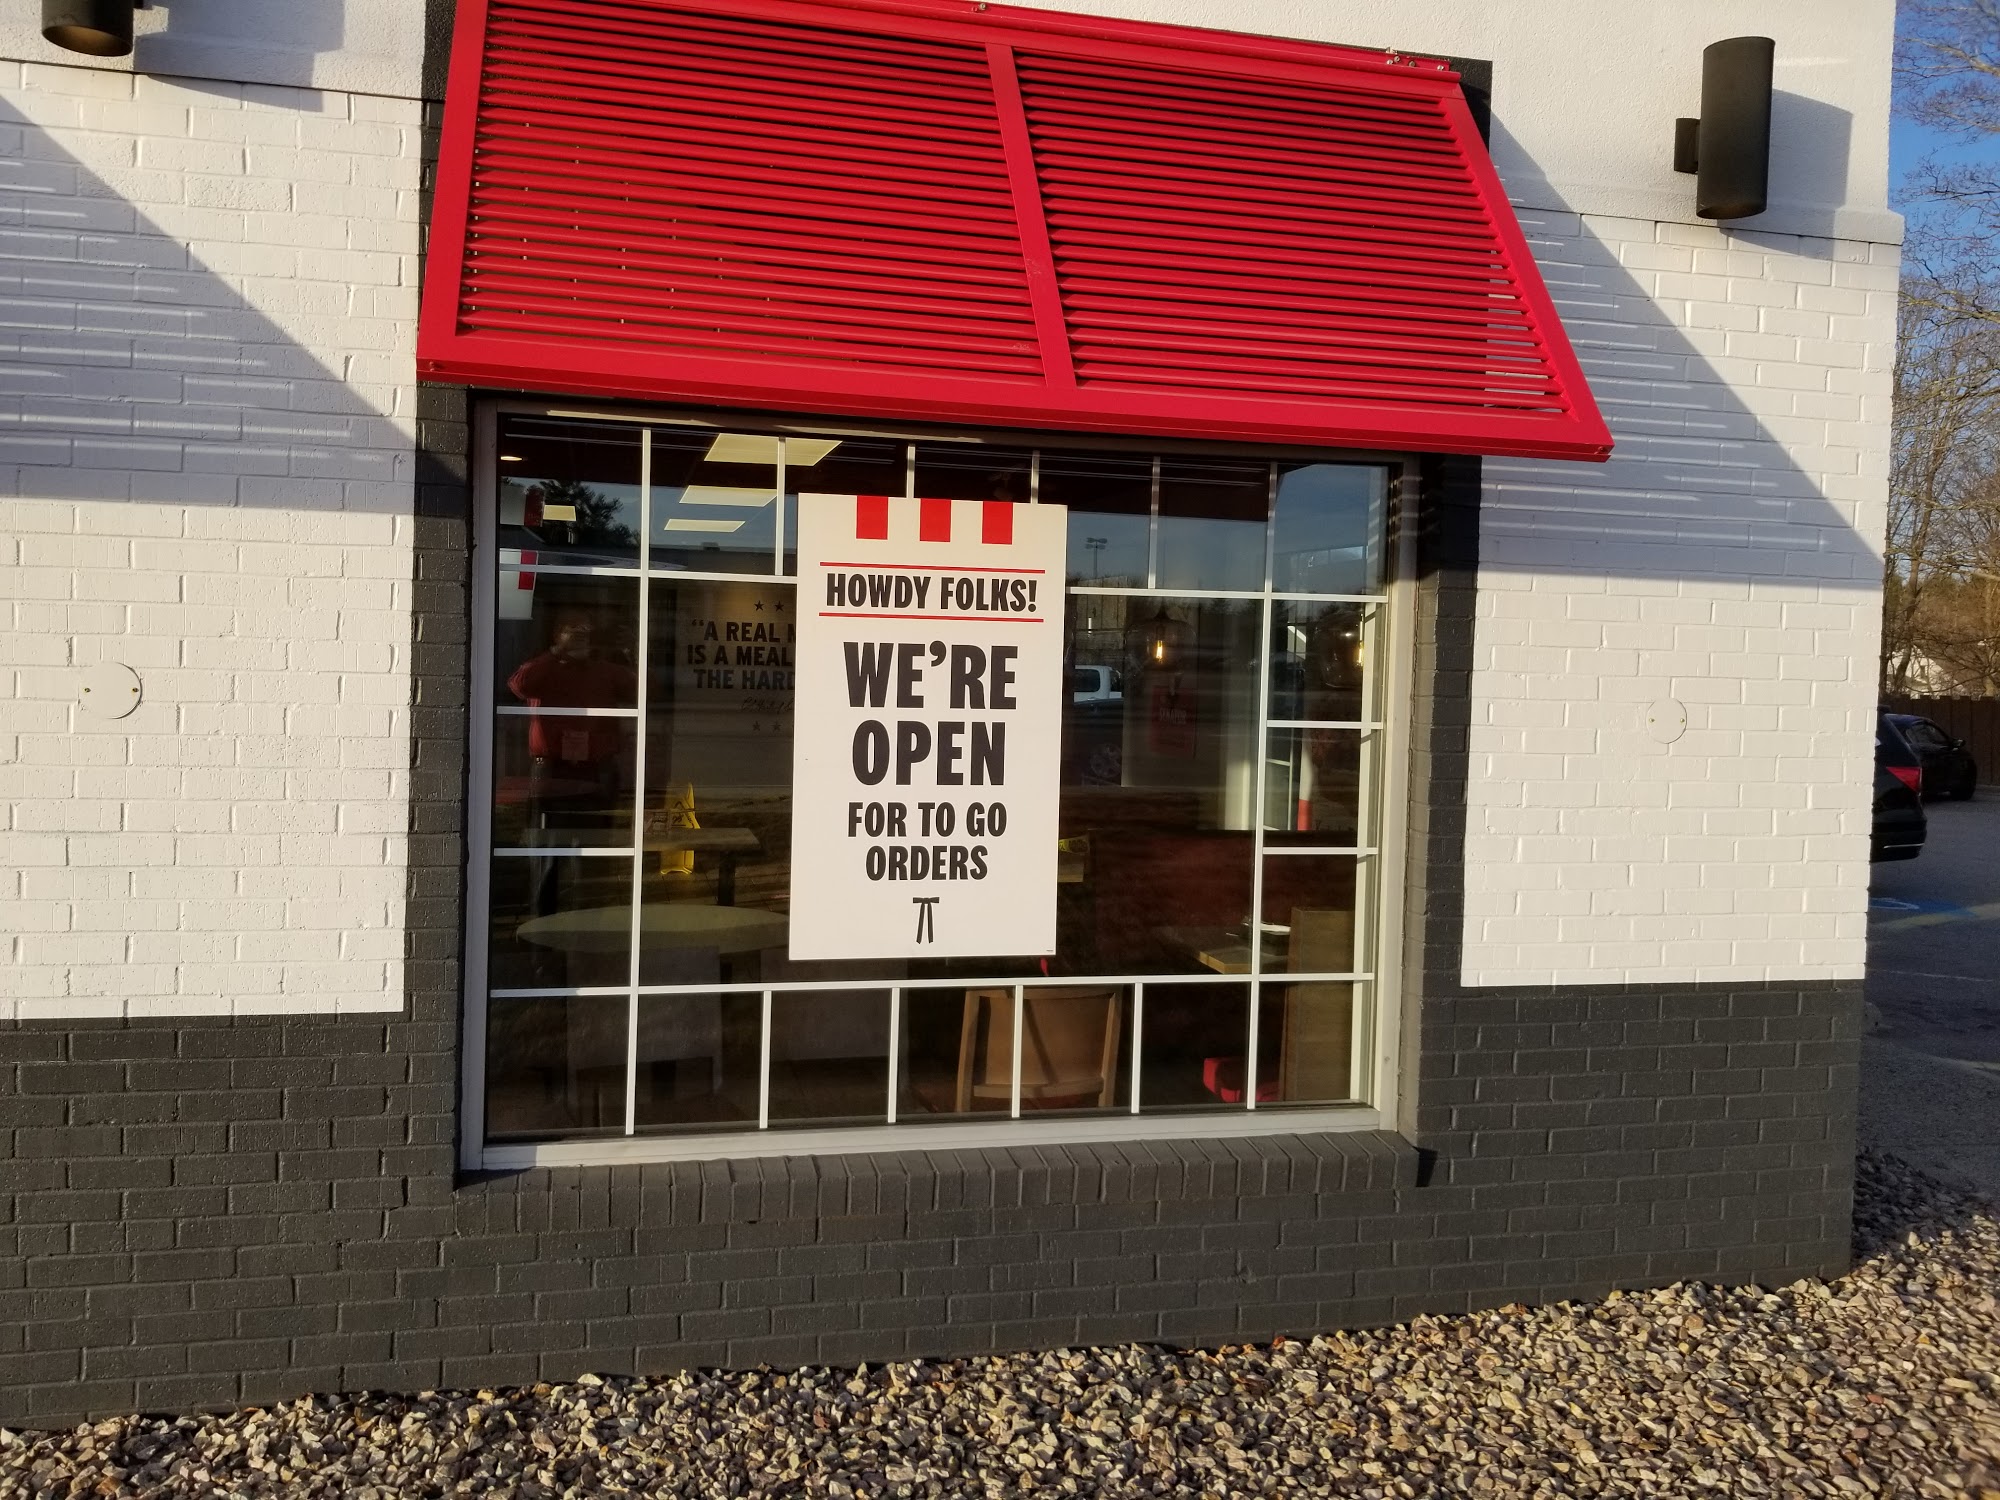 HOWDY FOLKS!
WE'RE
OPEN
FOR TO GO
ORDERS
"A REAL
IS A MEAL
THE HARD